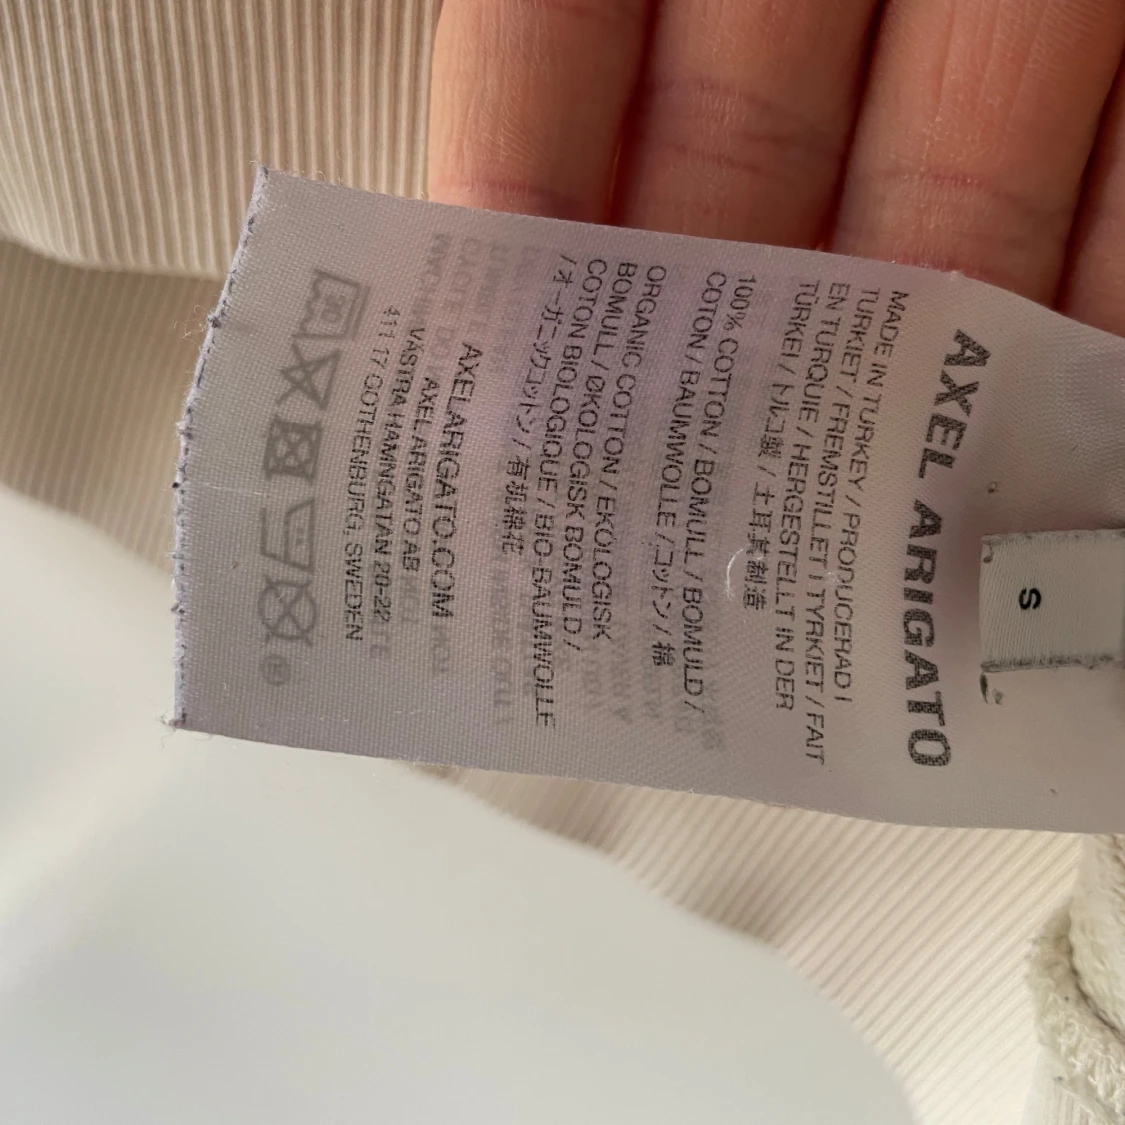 S
AXEL ARIGATO
MADE IN TURKEY / PRODUCERAD I
TURKIET / FREMSTILLET I TYRKIET / FAIT
EN TURQUIE / HERGESTELLT IN DER
TÜRKEI / トルコ製 / 土耳其制造
100% COTTON / BOMULL / BOMULD /
COTON / BAUMWOLLE / コットン / 棉
ORGANIC COTTON / EKOLOGISK
BOMULL / ØKOLOGISK BOMULD /
COTON BIOLOGIQUE / BIO-BAUMWOLLE
/ オーガニックコットン / 有机棉花
AXELARIGATO.COM
AXEL ARIGATO AB
VÄSTRA HAMNGATAN 20-22
411 17 GOTHENBURG, SWEDEN